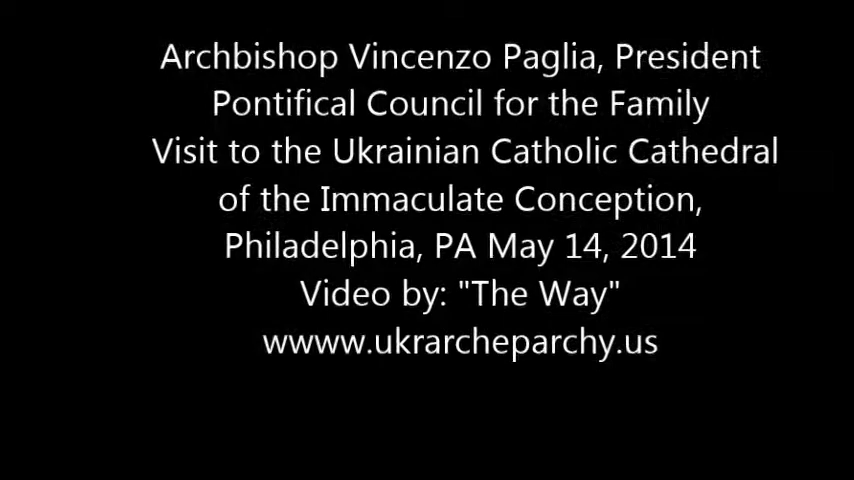 Archbishop Vincenzo Paglia, President
Pontifical Council for the Family
Visit to the Ukrainian Catholic Cathedral
of the Immaculate Conception,
Philadelphia, PA May 14, 2014
Video by: "The Way"
wwww.ukrarcheparchy.us